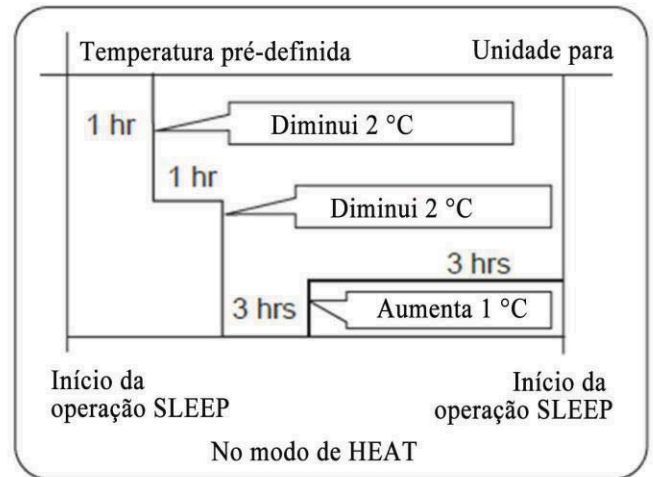 Temperatura pré-definida Unidade para
1 hr
Diminui 2 °C
1 hr
Diminui 2 °C
3 hrs
3 hrs
Aumenta 1 °C
Início da
operação SLEEP
Início da
operação SLEEP
No modo de HEAT